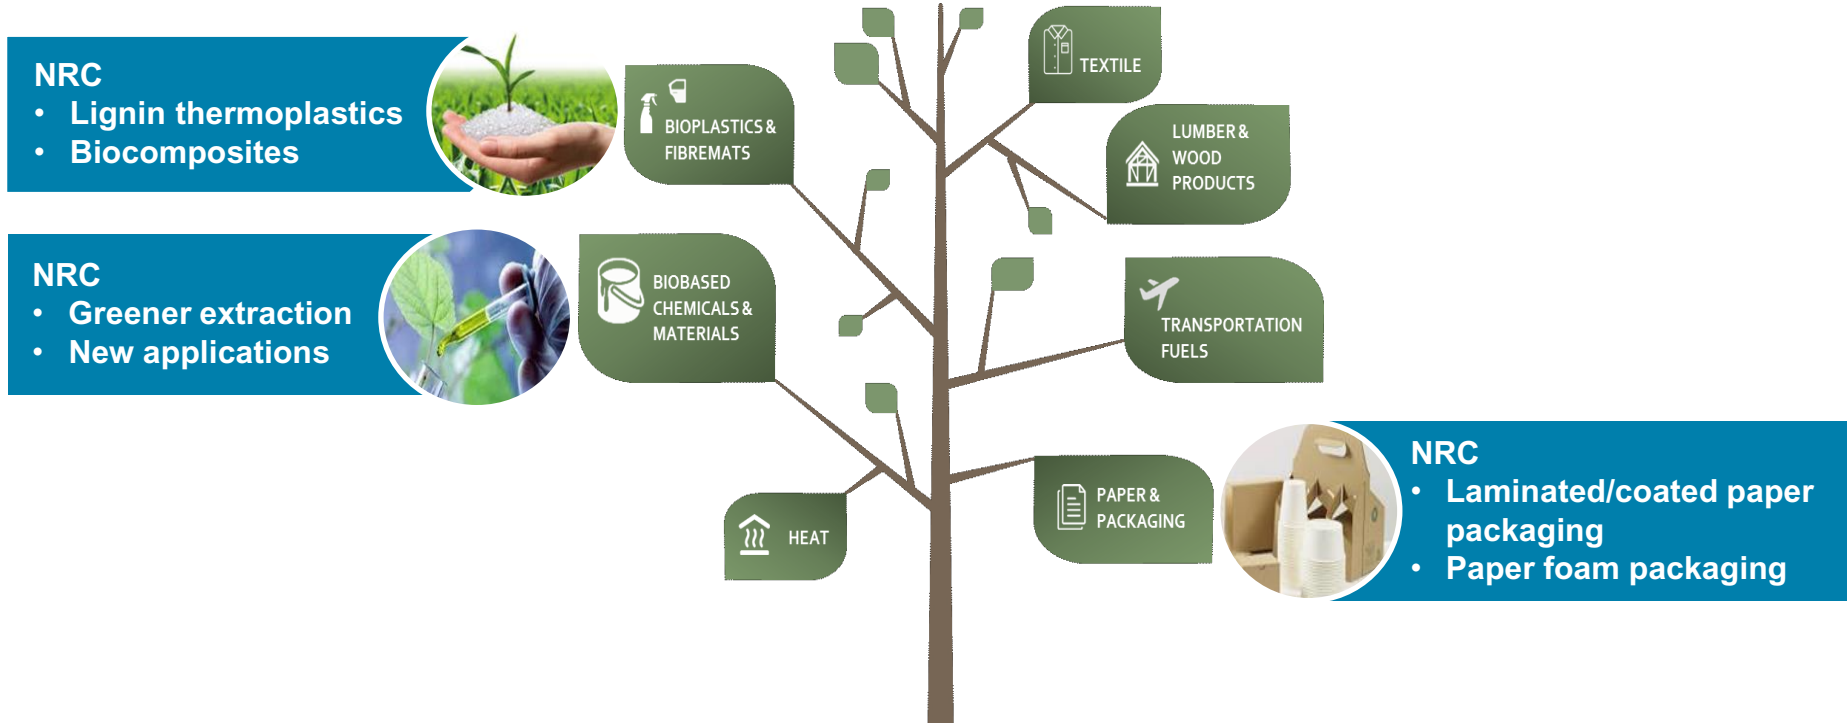 NRC
• Lignin thermoplastics
• Biocomposites
BIOPLASTICS &
FIBREMATS
TEXTILE
LUMBER &
WOOD
PRODUCTS
NRC
• Greener extraction
• New applications
BIOBASED
CHEMICALS &
MATERIALS
TRANSPORTATION
FUELS
HEAT
PAPER &
PACKAGING
NRC
• Laminated/coated paper
packaging
• Paper foam packaging